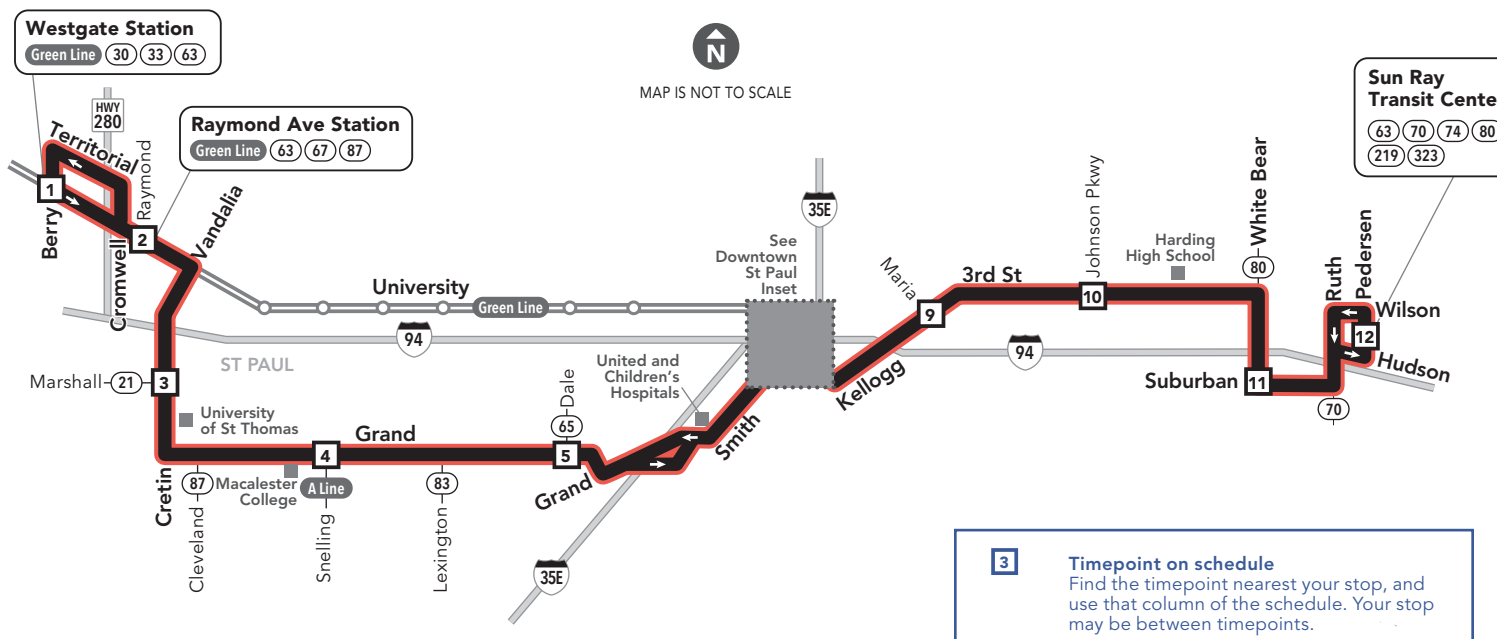 Westgate Station
Green Line 30 33 63
HWY
280
Raymond Ave Station
Green Line 63 67 87
N
MAP IS NOT TO SCALE
Sun Ray
Transit Cente
63 70 74 80
219 323
Territorial
Raymond
Vandalia
1
2
Berry
Cromwell
University
Green Line
35E
See
Downtown
St Paul
Inset
Maria
3rd St
Johnson Pkwy
Harding
High School
White Bear
80
Ruth
Pedersen
Wilson
12
Hudson
9
10
94
ST PAUL
94
Marshall
21
3
University
of St Thomas
United and
Children's
Hospitals
Kellogg
Suburban
11
70
Dale
65
Smith
Grand
4
5
Grand
Cretin
87
Cleveland
Macalester
College
A Line
Snelling
83
Lexington
35E
3
Timepoint on schedule
Find the timepoint nearest your stop, and
use that column of the schedule. Your stop
may be between timepoints.